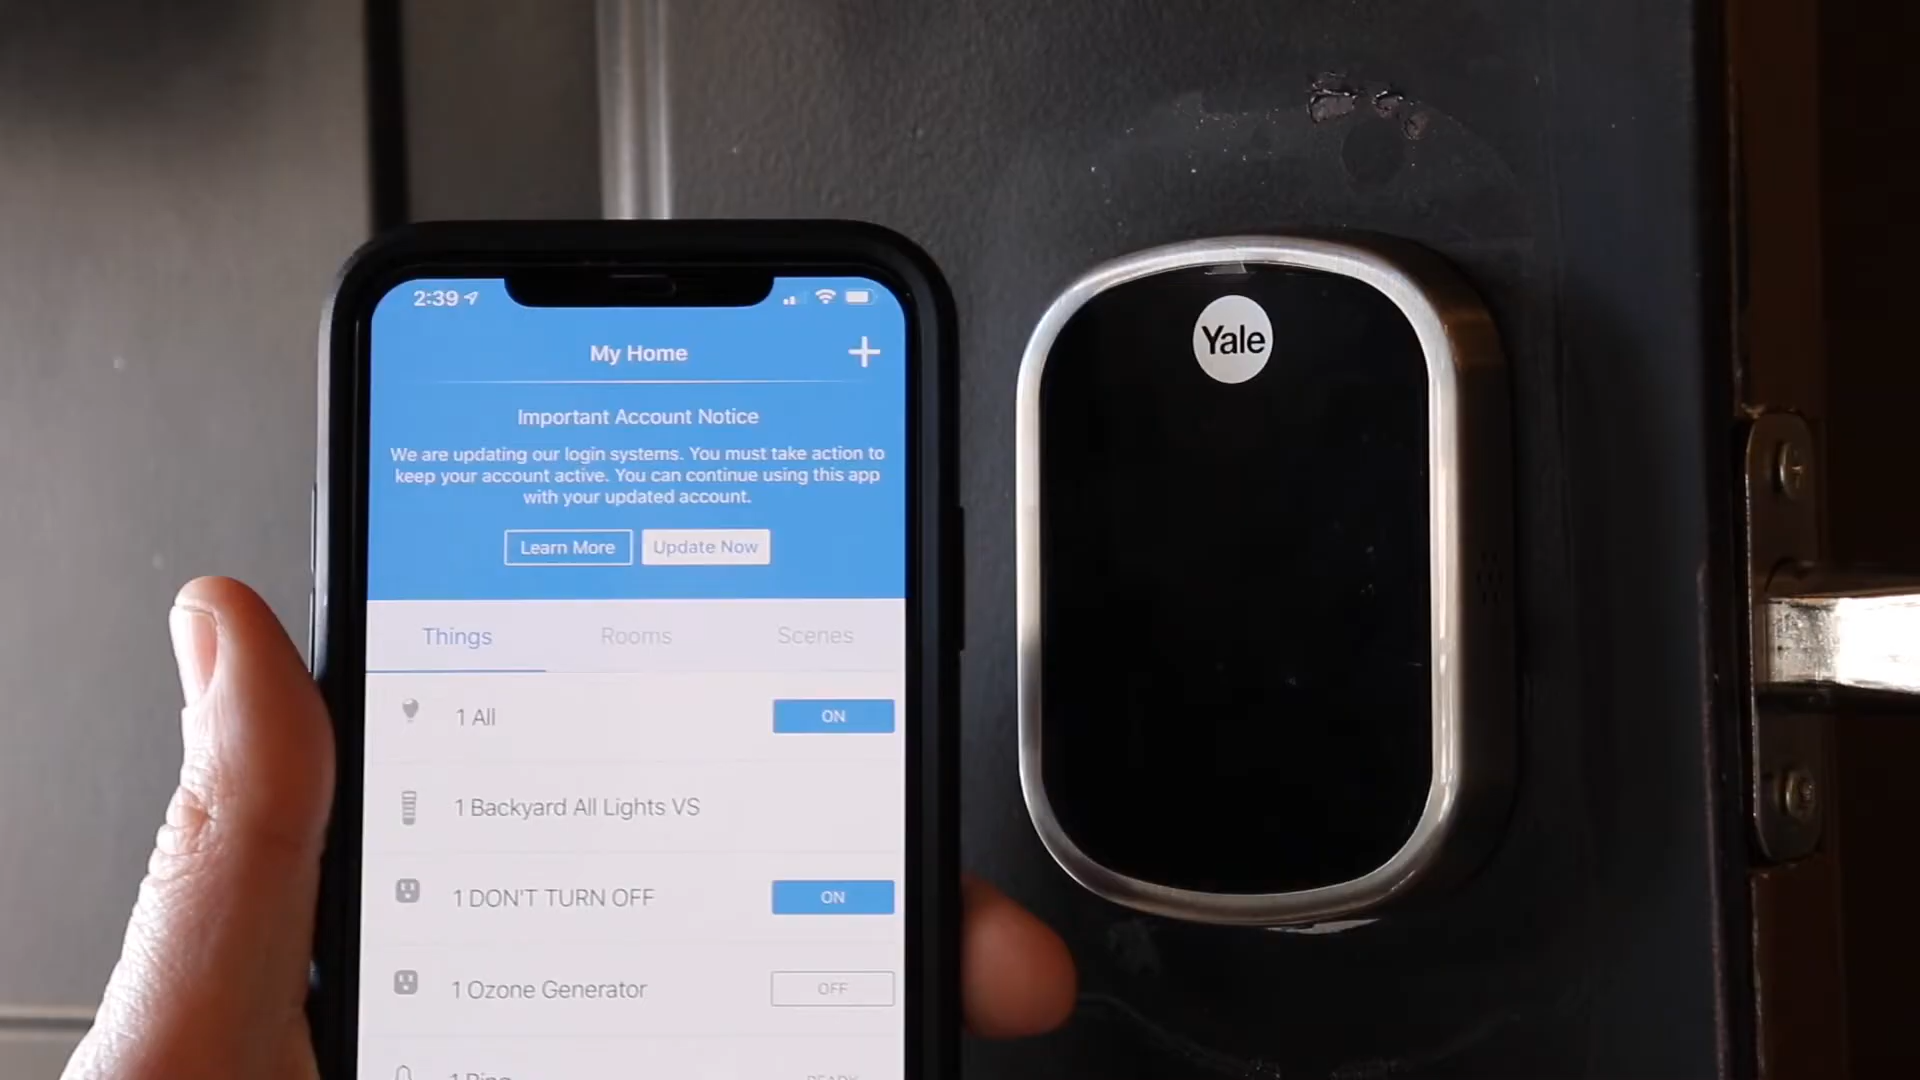 2:39
My Home
Important Account Notice
We are updating our login systems. You must take action to
keep your account active. You can continue using this app
with your updated account.
Learn More
Update Now
Things
Rooms
Scenes
1 All
ON
1 Backyard All Lights VS
1 DON'T TURN OFF
ON
1 Ozone Generator
OFF
1 Ring
READY
Yale